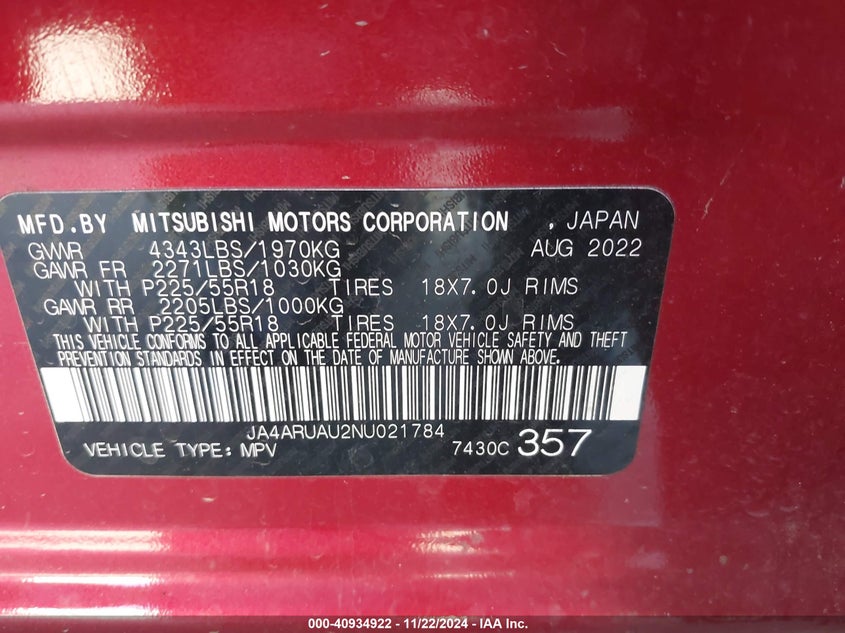 MFD.BY MITSUBISHI MOTORS CORPORATION , JAPAN
GVWR 4343LBS/1970KG AUG 2022
GAWR FR 2271LBS/1030KG
WITH P225/55R18 TIRES 18X7.0J RIMS
GAWR RR 2205LBS/1000KG
WITH P225/55R18 TIRES 18X7.0J RIMS
THIS VEHICLE CONFORMS TO ALL APPLICABLE FEDERAL MOTOR VEHICLE SAFETY AND THEFT
PREVENTION STANDARDS IN EFFECT ON THE DATE OF MANUFACTURE SHOWN ABOVE.
JA4ARUAU2NU021784
VEHICLE TYPE: MPV 7430C 357
000-40934922 - 11/22/2024 - IAA Inc.